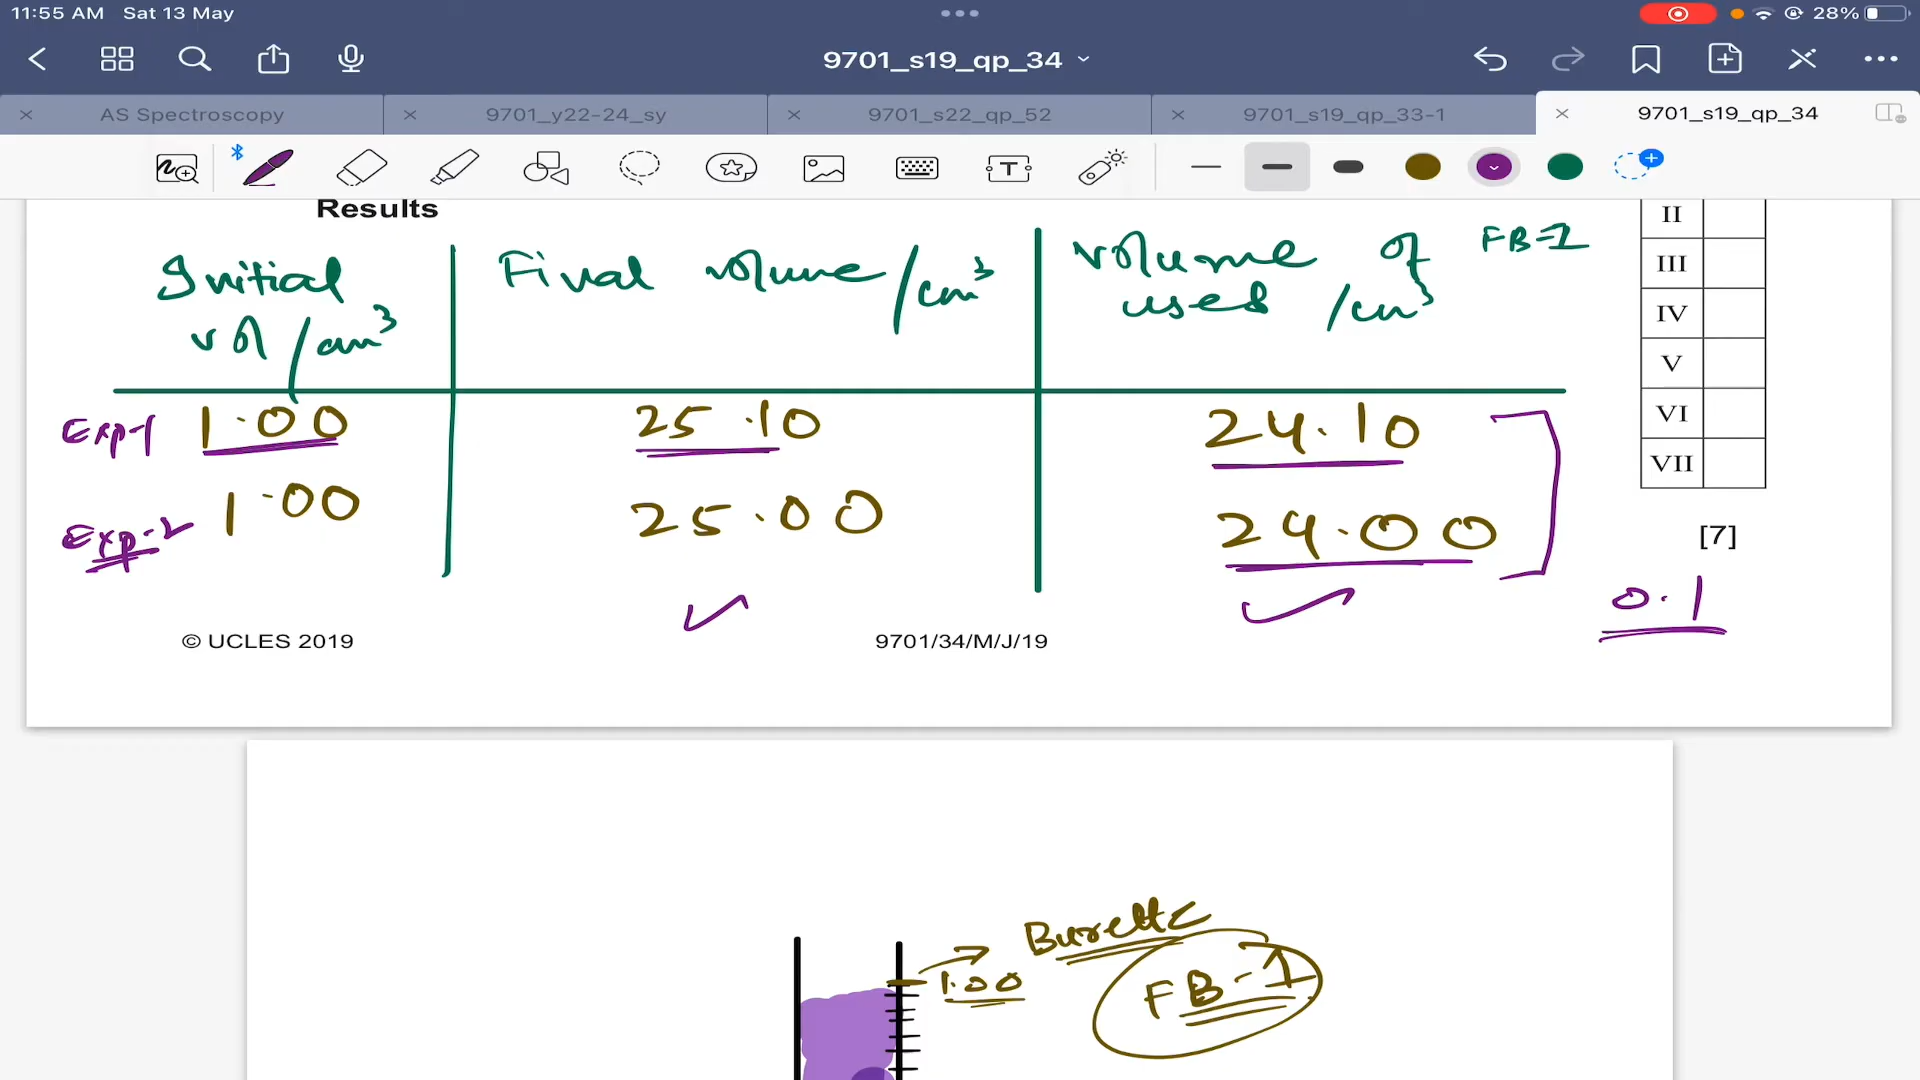 11:55 AM Sat 13 May
28%
9701_s19_qp_34
AS Spectroscopy
9701_y22-24_sy
9701_s22_qp_52
9701_s19_qp_33-1
9701_s19_qp_34
T
Results
Initial vol/cm³
Final volume/cm³
volume of FB-1 used /cm³
Exp-1 1.00 25.10 24.10
Exp-2 1.00 25.00 24.00
0.1
II
III
IV
V
VI
VII
[7]
© UCLES 2019
9701/34/M/J/19
Burette
1.00
FB-1